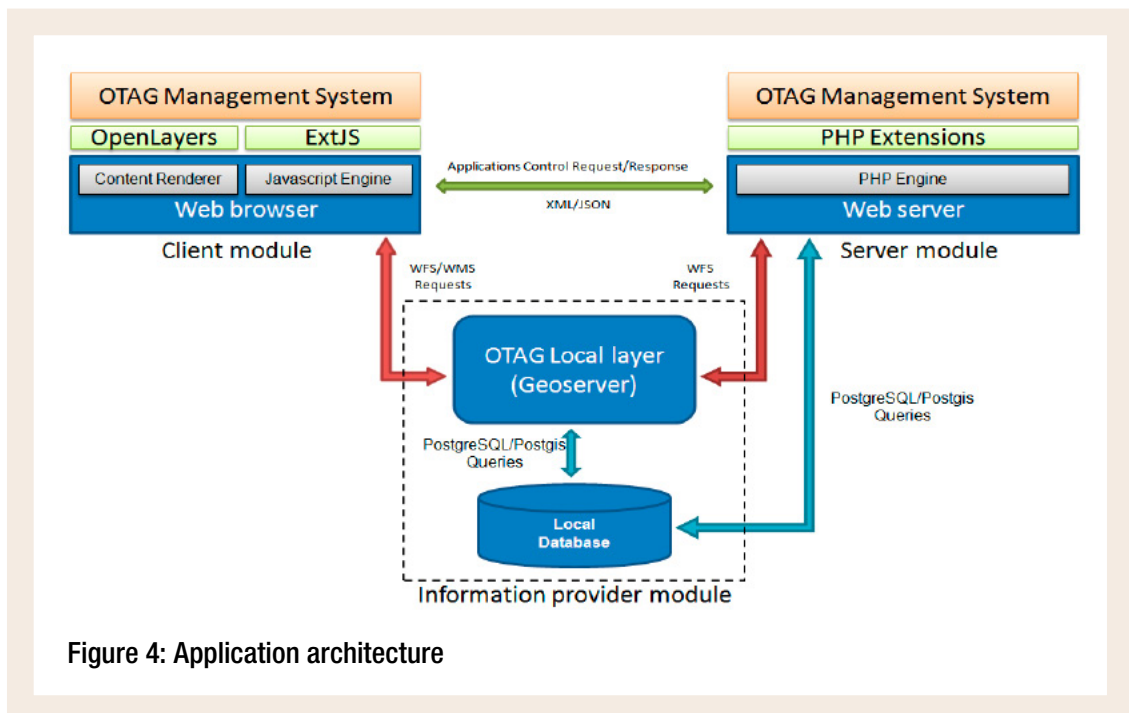 OTAG Management System
OpenLayers
ExtJS
Content Renderer
Javascript Engine
Web browser
Client module
Applications Control Request/Response
XML/JSON
OTAG Management System
PHP Extensions
PHP Engine
Web server
Server module
WFS/WMS
Requests
WFS
Requests
OTAG Local layer
(Geoserver)
PostgreSQL/Postgis
Queries
PostgreSQL/Postgis
Queries
Local
Database
Information provider module
Figure 4: Application architecture